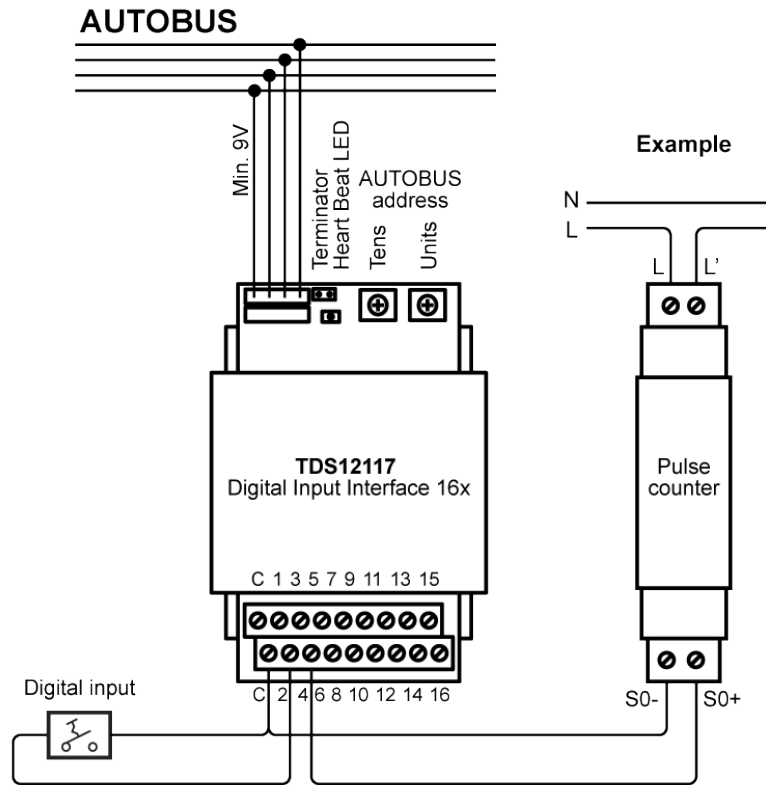 AUTOBUS
Min. 9V
Terminator
Heart Beat LED
AUTOBUS
address
Tens
Units
Example
N
L
L
L'
TDS12117
Digital Input Interface 16x
Pulse
counter
C 1 3 5 7 9 11 13 15
C 2 4 6 8 10 12 14 16
Digital input
S0-
S0+